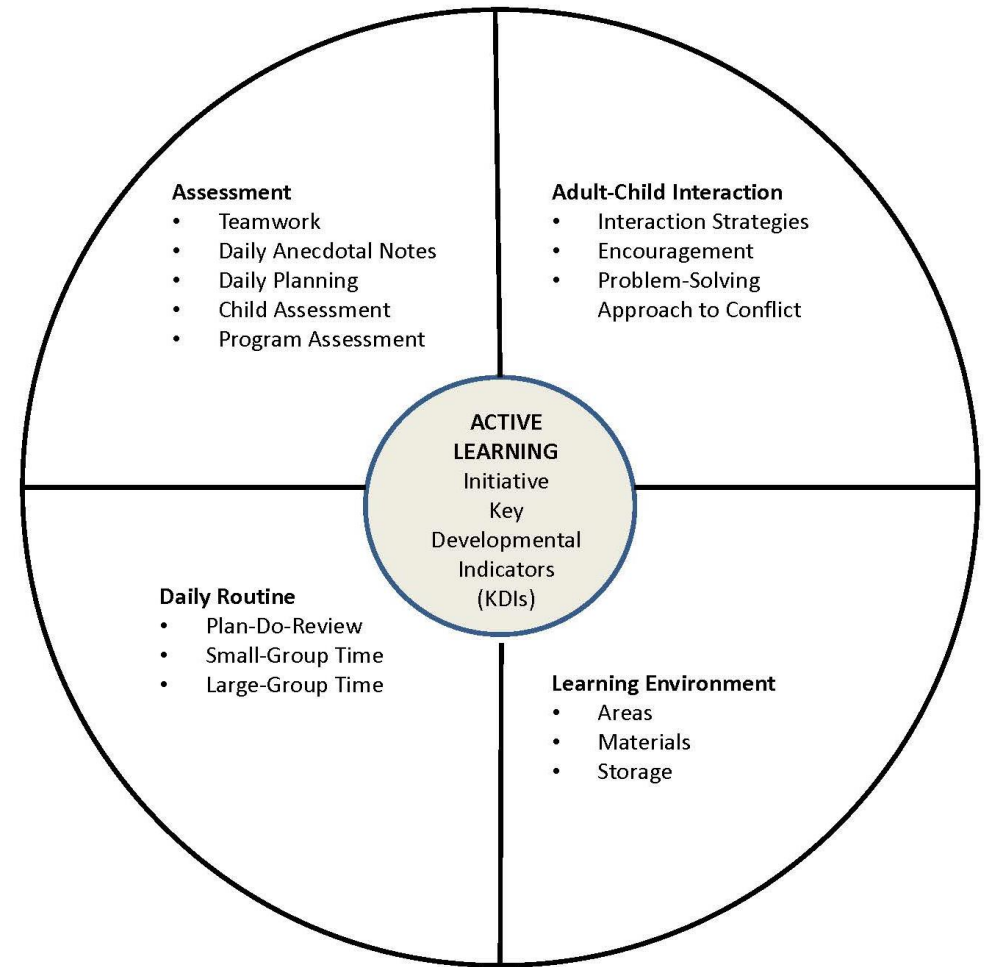 Assessment
• Teamwork
• Daily Anecdotal Notes
• Daily Planning
• Child Assessment
• Program Assessment
Adult-Child Interaction
• Interaction Strategies
• Encouragement
• Problem-Solving
Approach to Conflict
ACTIVE
LEARNING
Initiative
Key
Developmental
Indicators
(KDIs)
Daily Routine
• Plan-Do-Review
• Small-Group Time
• Large-Group Time
Learning Environment
• Areas
• Materials
• Storage